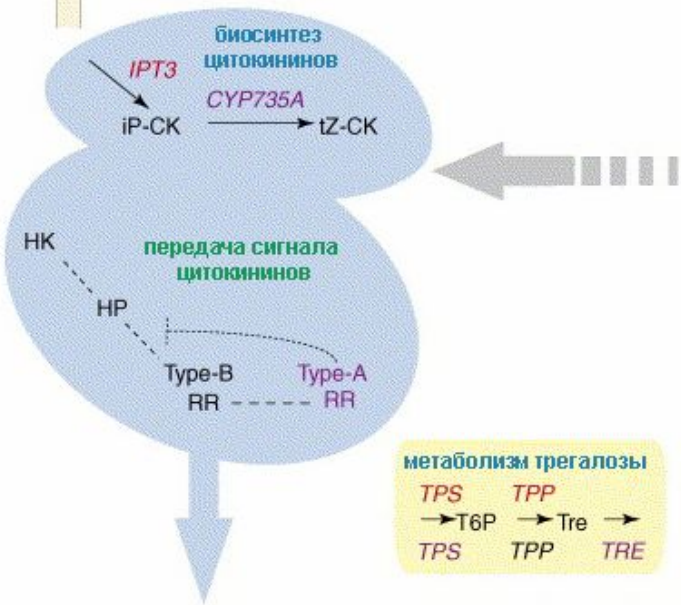 биосинтез
цитокининов
IPT3
CYP735A
iP-CK
tZ-CK
HK
передача сигнала
цитокининов
HP
Type-B Type-A
RR RR
метаболизм трегалозы
TPS TPP
T6P Tre
TPS TPP TRE